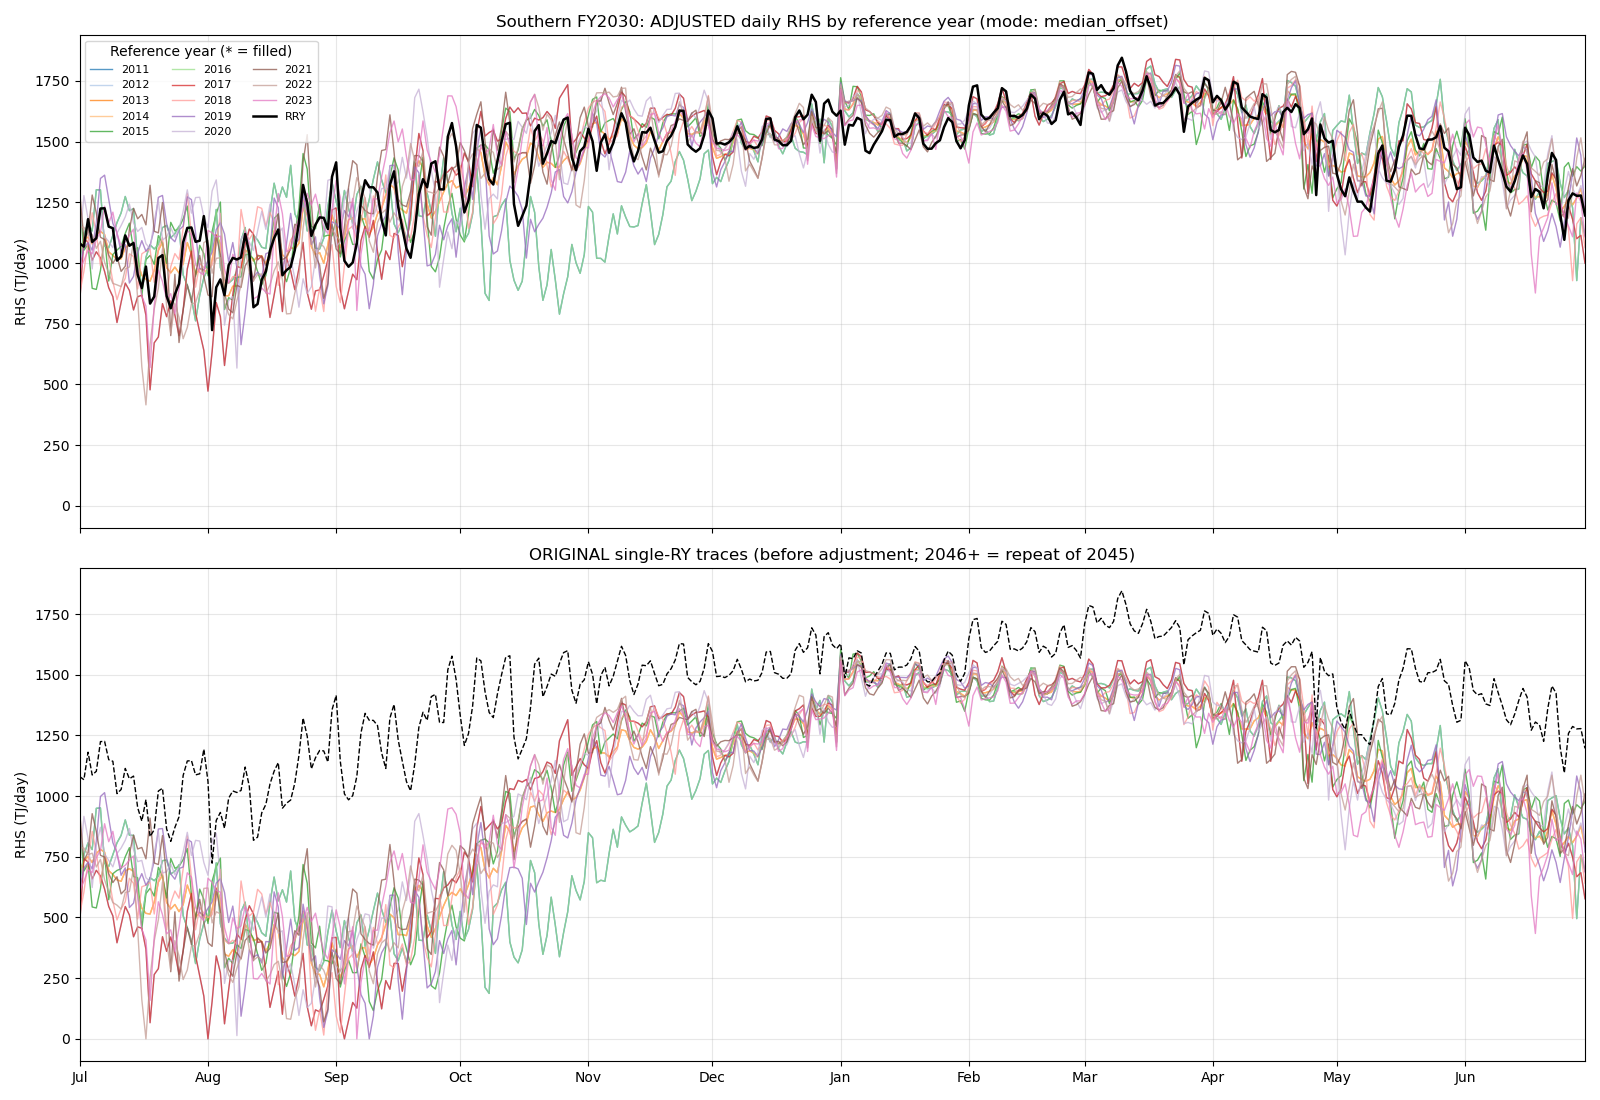 Southern FY2030: ADJUSTED daily RHS by reference year (mode: median_offset)
Reference year (* = filled)
2011 2016 2021
2012 2017 2022
2013 2018 2023
2014 2019 RRY
2015 2020
RHS (TJ/day)
1750
1500
1250
1000
750
500
250
0
ORIGINAL single-RY traces (before adjustment; 2046+ = repeat of 2045)
RHS (TJ/day)
1750
1500
1250
1000
750
500
250
0
Jul Aug Sep Oct Nov Dec Jan Feb Mar Apr May Jun